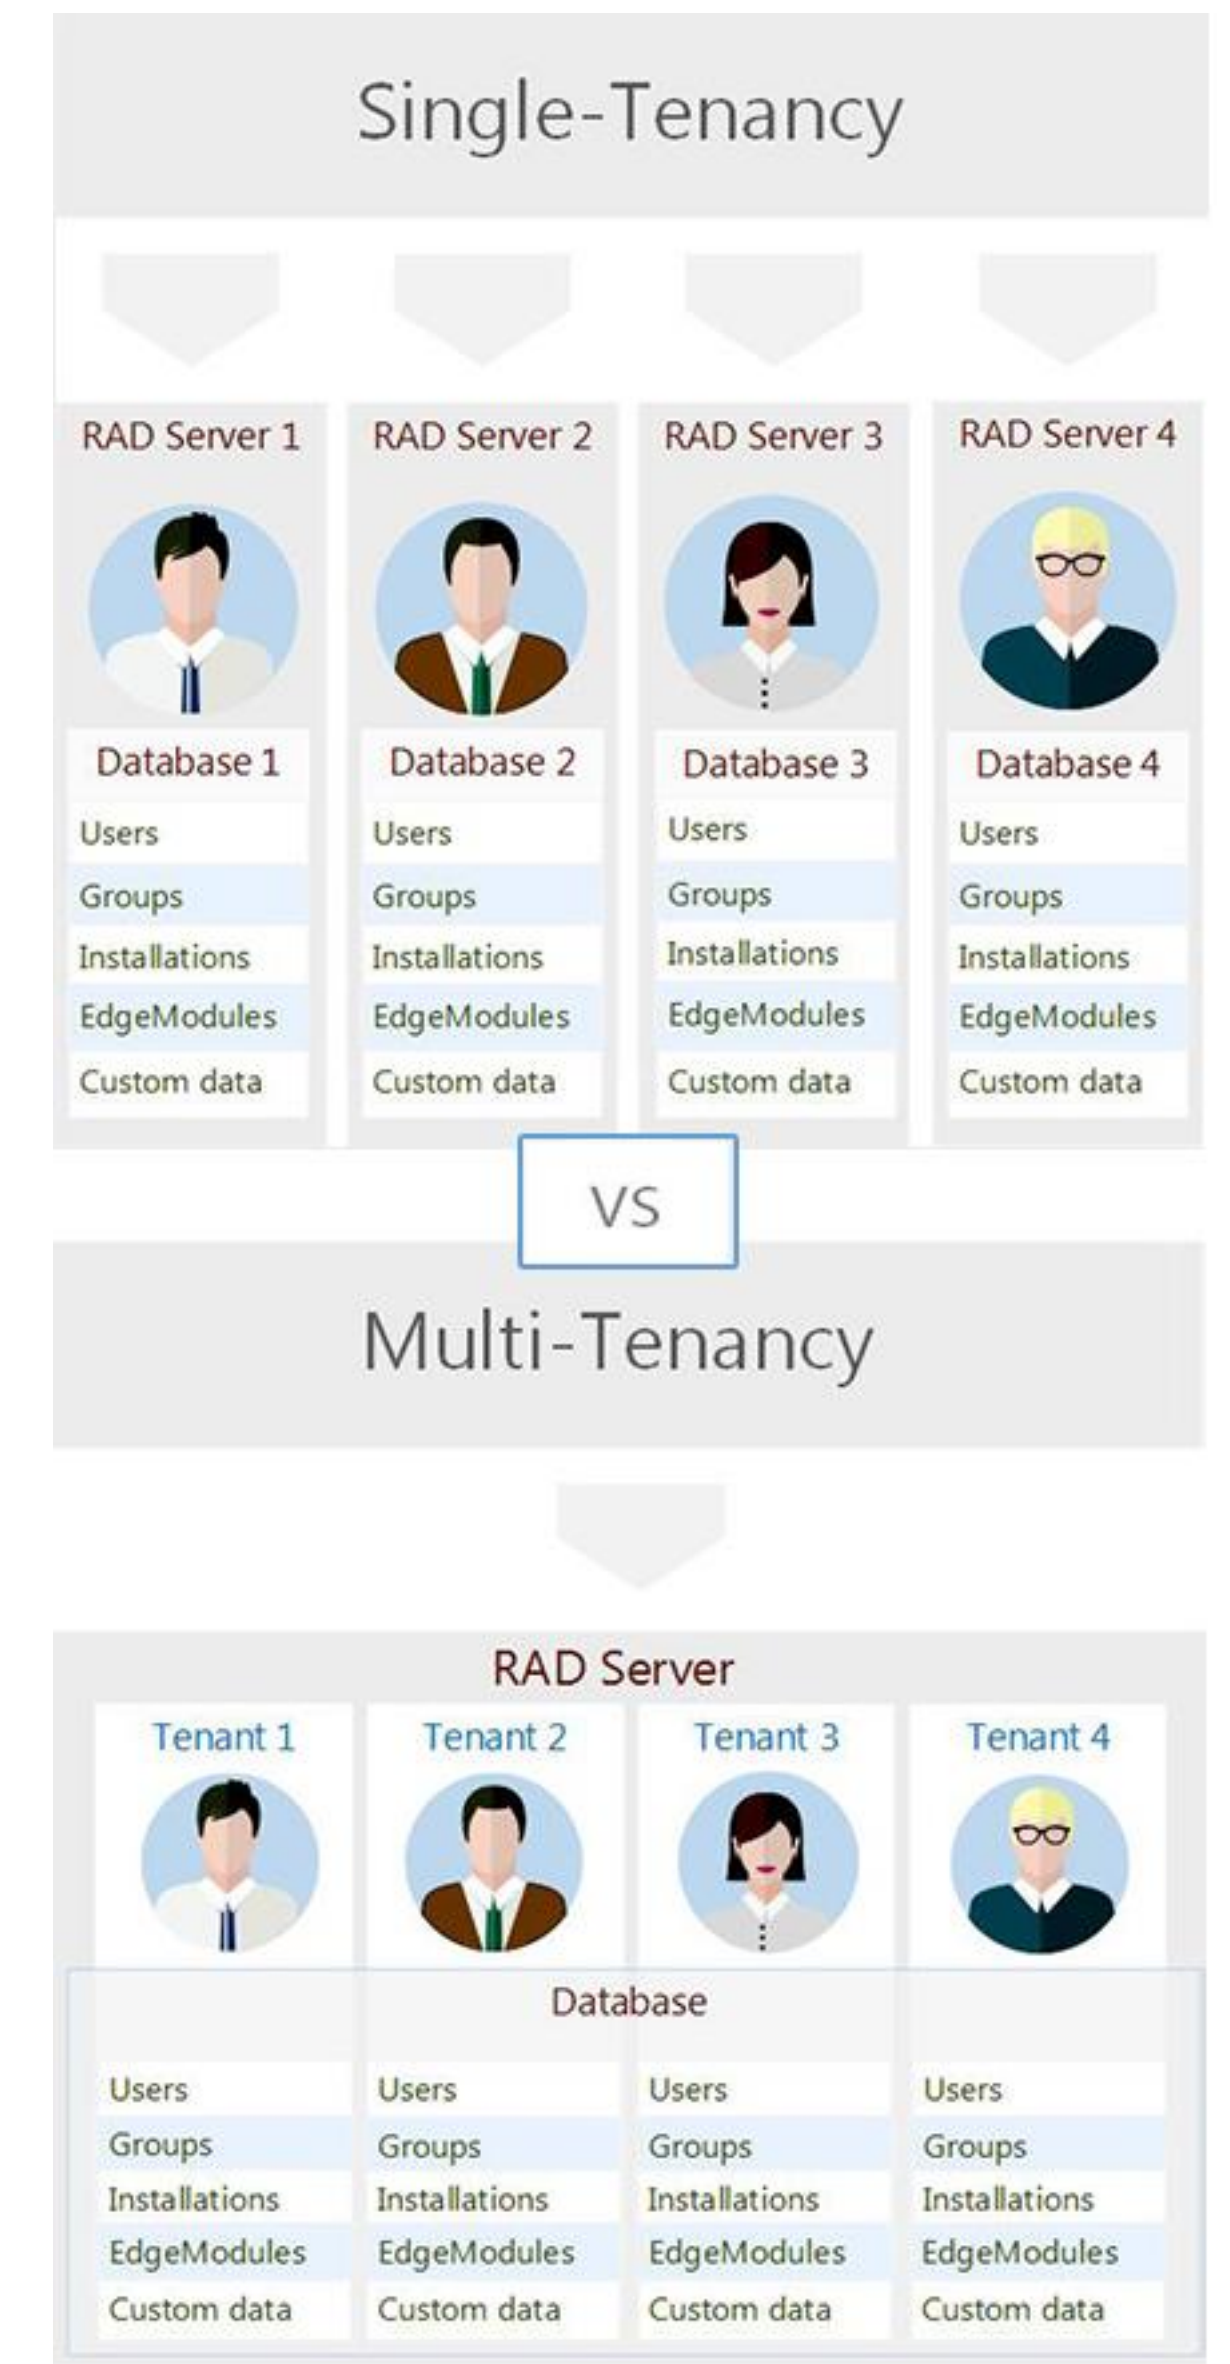 Single-Tenancy
RAD Server 1
RAD Server 2
RAD Server 3
RAD Server 4
Database 1
Database 2
Database 3
Database 4
Users
Users
Users
Users
Groups
Groups
Groups
Groups
Installations
Installations
Installations
Installations
EdgeModules
EdgeModules
EdgeModules
EdgeModules
Custom data
Custom data
Custom data
Custom data
VS
Multi-Tenancy
RAD Server
Tenant 1
Tenant 2
Tenant 3
Tenant 4
Database
Users
Users
Users
Users
Groups
Groups
Groups
Groups
Installations
Installations
Installations
Installations
EdgeModules
EdgeModules
EdgeModules
EdgeModules
Custom data
Custom data
Custom data
Custom data